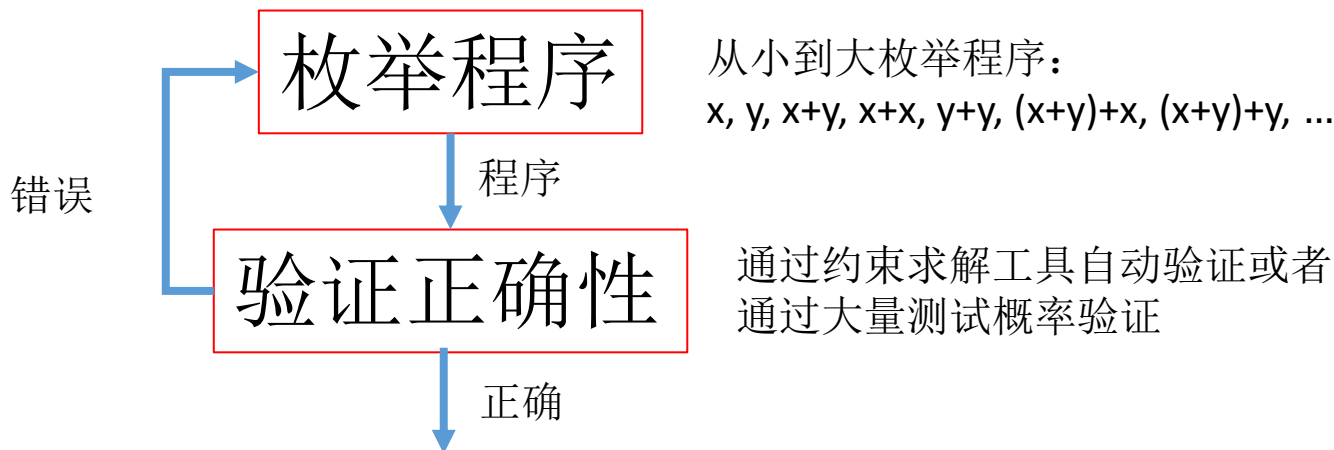 枚举程序
从小到大枚举程序：
x, y, x+y, x+x, y+y, (x+y)+x, (x+y)+y, ...
程序
错误
验证正确性
通过约束求解工具自动验证或者
通过大量测试概率验证
正确